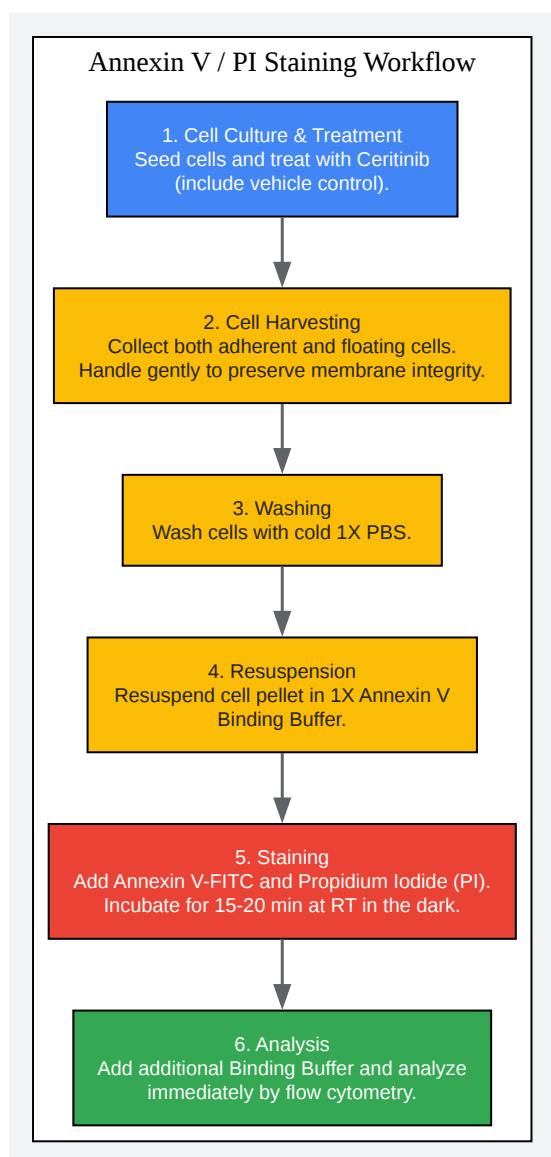 Annexin V / PI Staining Workflow
1. Cell Culture & Treatment
Seed cells and treat with Ceritinib
(include vehicle control).
2. Cell Harvesting
Collect both adherent and floating cells.
Handle gently to preserve membrane integrity.
3. Washing
Wash cells with cold 1X PBS.
4. Resuspension
Resuspend cell pellet in 1X Annexin V
Binding Buffer.
5. Staining
Add Annexin V-FITC and Propidium Iodide (PI).
Incubate for 15-20 min at RT in the dark.
6. Analysis
Add additional Binding Buffer and analyze
immediately by flow cytometry.